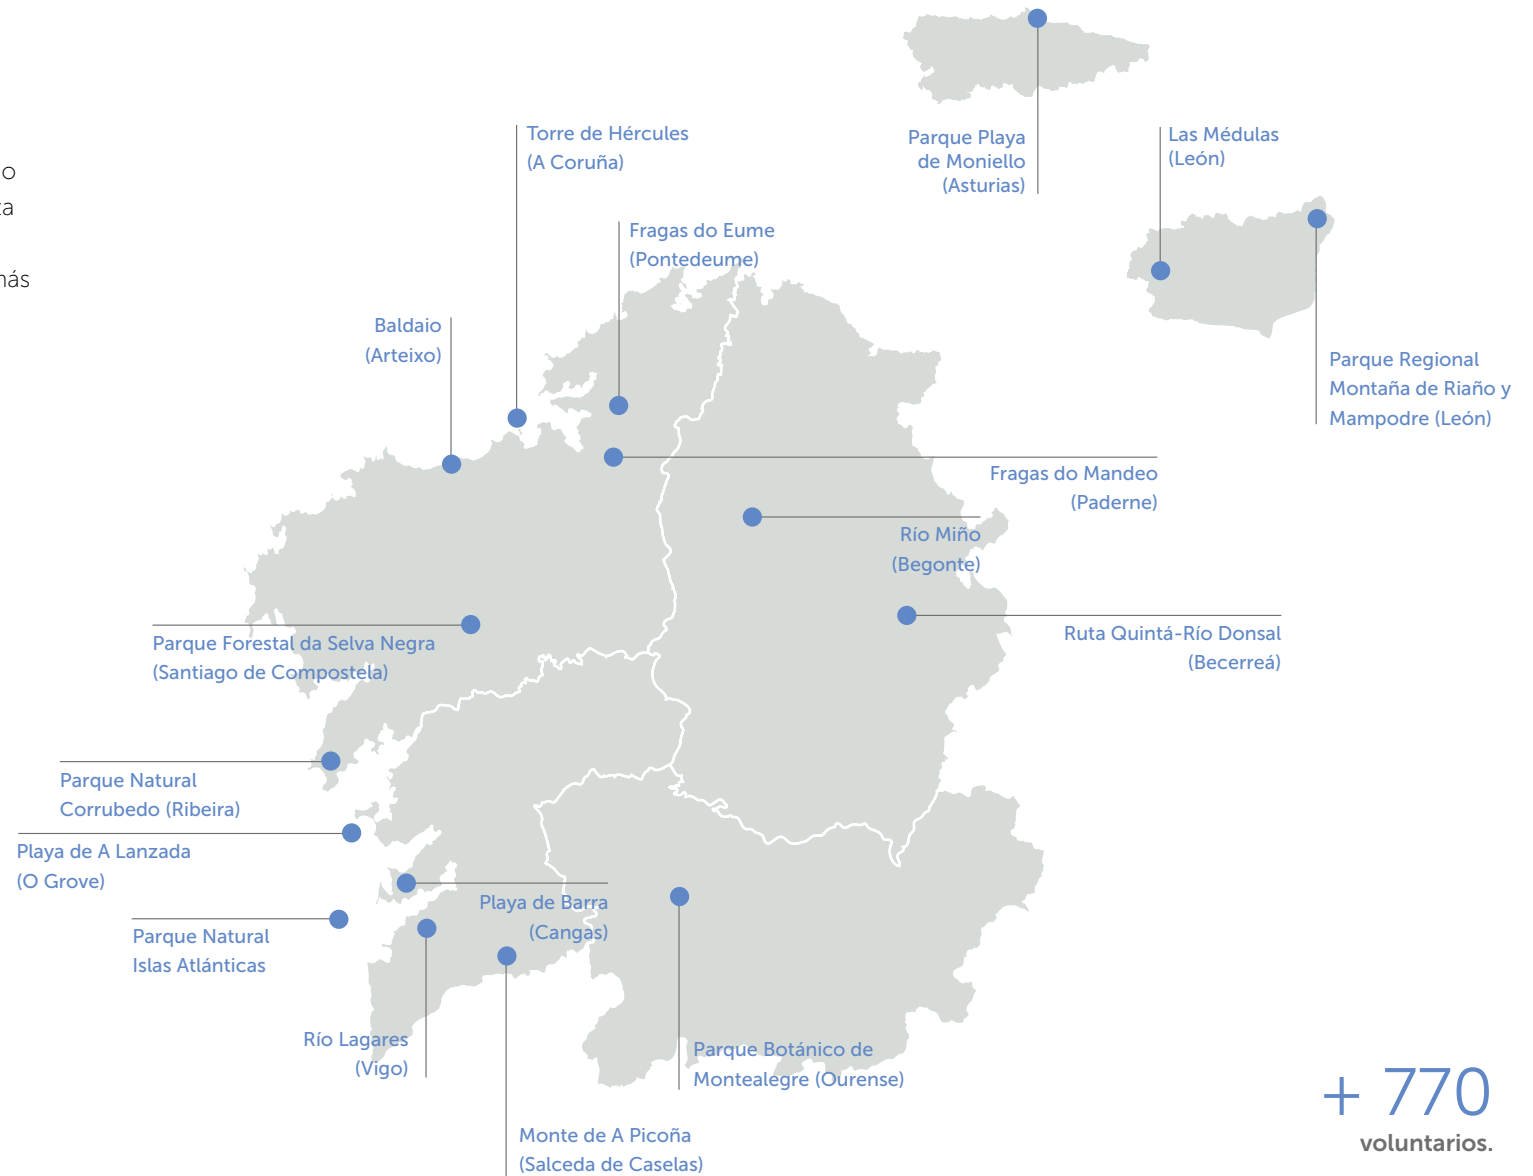 o
ta
más
Parque Playa
de Moniello
(Asturias)
Las Médulas
(León)
Torre de Hércules
(A Coruña)
Fragas do Eume
(Pontedeume)
Baldaio
(Arteixo)
Parque Regional
Montaña de Riaño y
Mampodre (León)
Fragas do Mandeo
(Paderne)
Río Miño
(Begonte)
Ruta Quintá-Río Donsal
(Becerreá)
Parque Forestal da Selva Negra
(Santiago de Compostela)
Parque Natural
Corrubedo (Ribeira)
Playa de A Lanzada
(O Grove)
Playa de Barra
(Cangas)
Parque Natural
Islas Atlánticas
Río Lagares
(Vigo)
Parque Botánico de
Montealegre (Ourense)
Monte de A Picoña
(Salceda de Caselas)
+ 770
voluntarios.